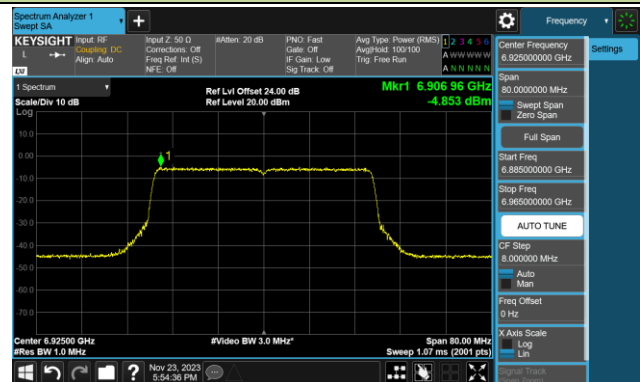 Spectrum Analyzer 1
Swept SA
Frequency
KEYSIGHT
L
LXI
Input: RF
Coupling: DC
Align: Auto
Input Z: 50 Ω
Corrections: Off
Freq Ref: Int (S)
NFE: Off
#Atten: 20 dB
PNO: Fast
Gate: Off
IF Gain: Low
Sig Track: Off
Avg Type: Power (RMS)
Avg|Hold: 100/100
Trig: Free Run
1 2 3 4 5 6
A W W W W W
A N N N N N
1 Spectrum
Scale/Div 10 dB
Log
Ref Lvl Offset 24.00 dB
Ref Level 20.00 dBm
Mkr1 6.906 96 GHz
-4.853 dBm
10.0
0.00
-10.0
-20.0
-30.0
-40.0
-50.0
-60.0
-70.0
1
Center 6.92500 GHz
#Res BW 1.0 MHz
#Video BW 3.0 MHz*
Span 80.00 MHz
Sweep 1.07 ms (2001 pts)
Nov 23, 2023
5:54:36 PM
Center Frequency
6.925000000 GHz
Settings
Span
80.0000000 MHz
Swept Span
Zero Span
Full Span
Start Freq
6.885000000 GHz
Stop Freq
6.965000000 GHz
AUTO TUNE
CF Step
8.000000 MHz
Auto
Man
Freq Offset
0 Hz
X Axis Scale
Log
Lin
Signal Track